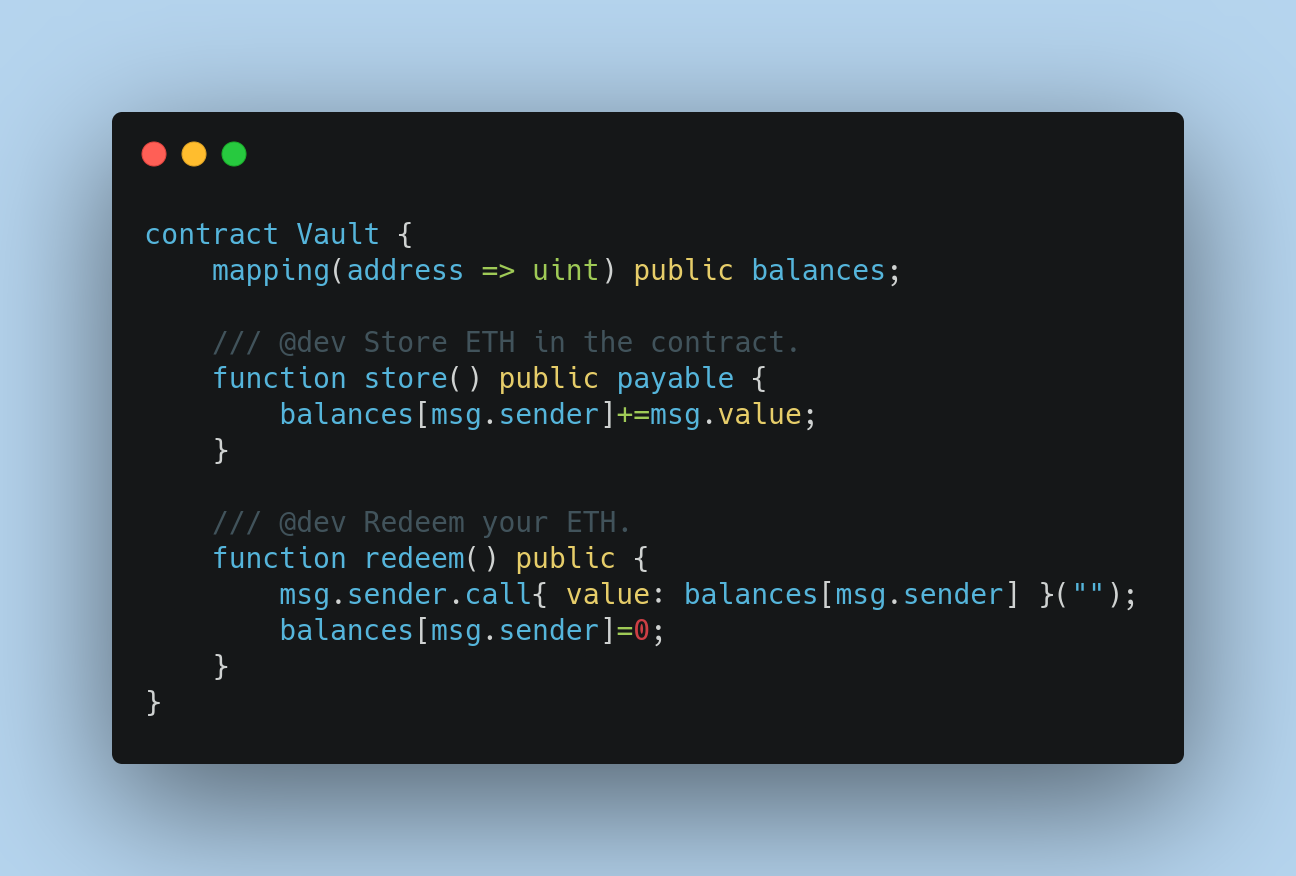 contract Vault {
    mapping(address => uint) public balances;

    /// @dev Store ETH in the contract.
    function store() public payable {
        balances[msg.sender]+=msg.value;
    }

    /// @dev Redeem your ETH.
    function redeem() public {
        msg.sender.call{ value: balances[msg.sender] }("");
        balances[msg.sender]=0;
    }
}